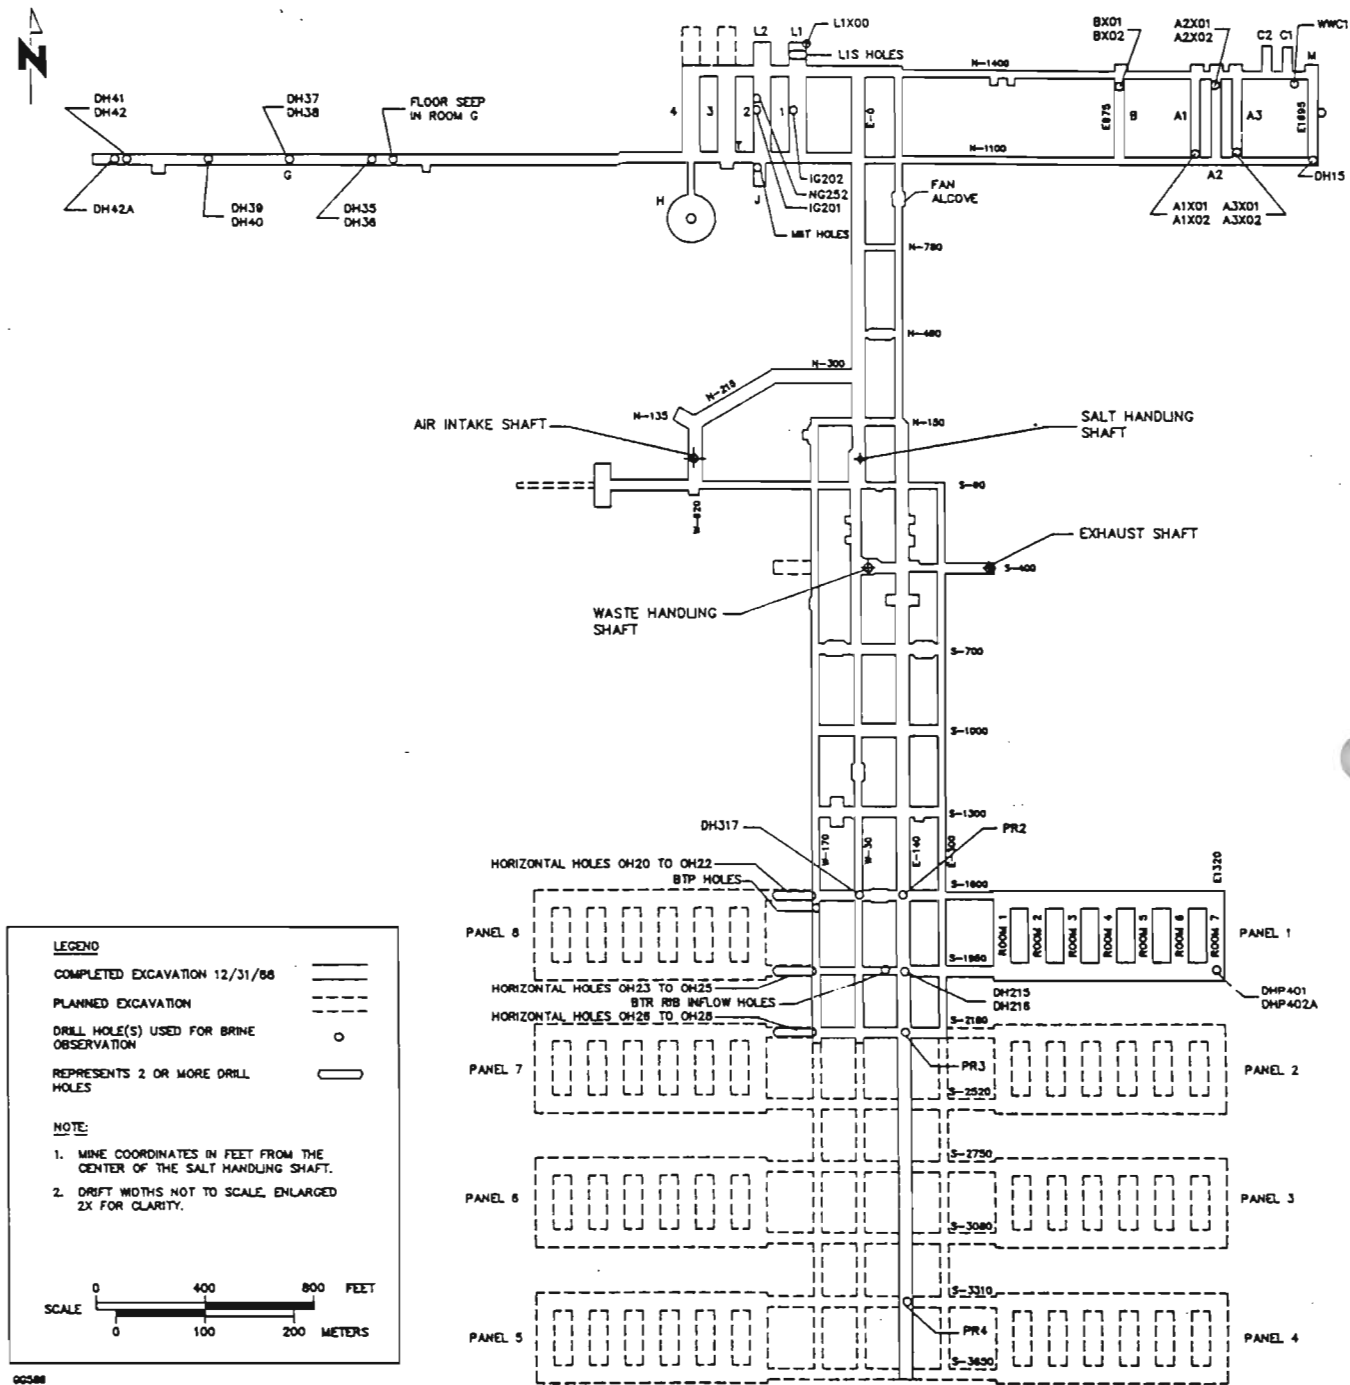 N
L2
L1
L1X00
L1S HOLES
BX01
BX02
A2X01
A2X02
WWC1
C2
C1
M
N-1400
DH41
DH42
DH37
DH38
FLOOR SEEP
IN ROOM G
4
3
2
1
T
E-0
E875
B
A1
A3
E1695
N-1100
A2
DH15
G
DH42A
DH39
DH40
DH35
DH36
H
J
IG202
NG252
IG201
MBT HOLES
FAN
ALCOVE
A1X01
A1X02
A3X01
A3X02
N-780
N-460
N-300
N-215
N-135
AIR INTAKE SHAFT
N-150
SALT HANDLING
SHAFT
S-90
W-620
EXHAUST SHAFT
S-400
WASTE HANDLING
SHAFT
S-700
S-1000
S-1300
DH317
W-170
W-30
E-140
E-300
PR2
HORIZONTAL HOLES OH20 TO OH22
BTP HOLES
S-1600
E1320
PANEL 8
ROOM 1
ROOM 2
ROOM 3
ROOM 4
ROOM 5
ROOM 6
ROOM 7
PANEL 1
S-1950
HORIZONTAL HOLES OH23 TO OH25
BTR RIB INFLOW HOLES
HORIZONTAL HOLES OH26 TO OH28
DH215
DH216
DHP401
DHP402A
S-2180
PANEL 7
PR3
PANEL 2
S-2520
S-2750
PANEL 6
PANEL 3
S-3080
S-3310
PANEL 5
PR4
PANEL 4
S-3650
LEGEND
COMPLETED EXCAVATION 12/31/88
PLANNED EXCAVATION
DRILL HOLE(S) USED FOR BRINE
OBSERVATION
REPRESENTS 2 OR MORE DRILL
HOLES
NOTE:
1. MINE COORDINATES IN FEET FROM THE
CENTER OF THE SALT HANDLING SHAFT.
2. DRIFT WIDTHS NOT TO SCALE, ENLARGED
2X FOR CLARITY.
0 400 800 FEET
SCALE
0 100 200 METERS